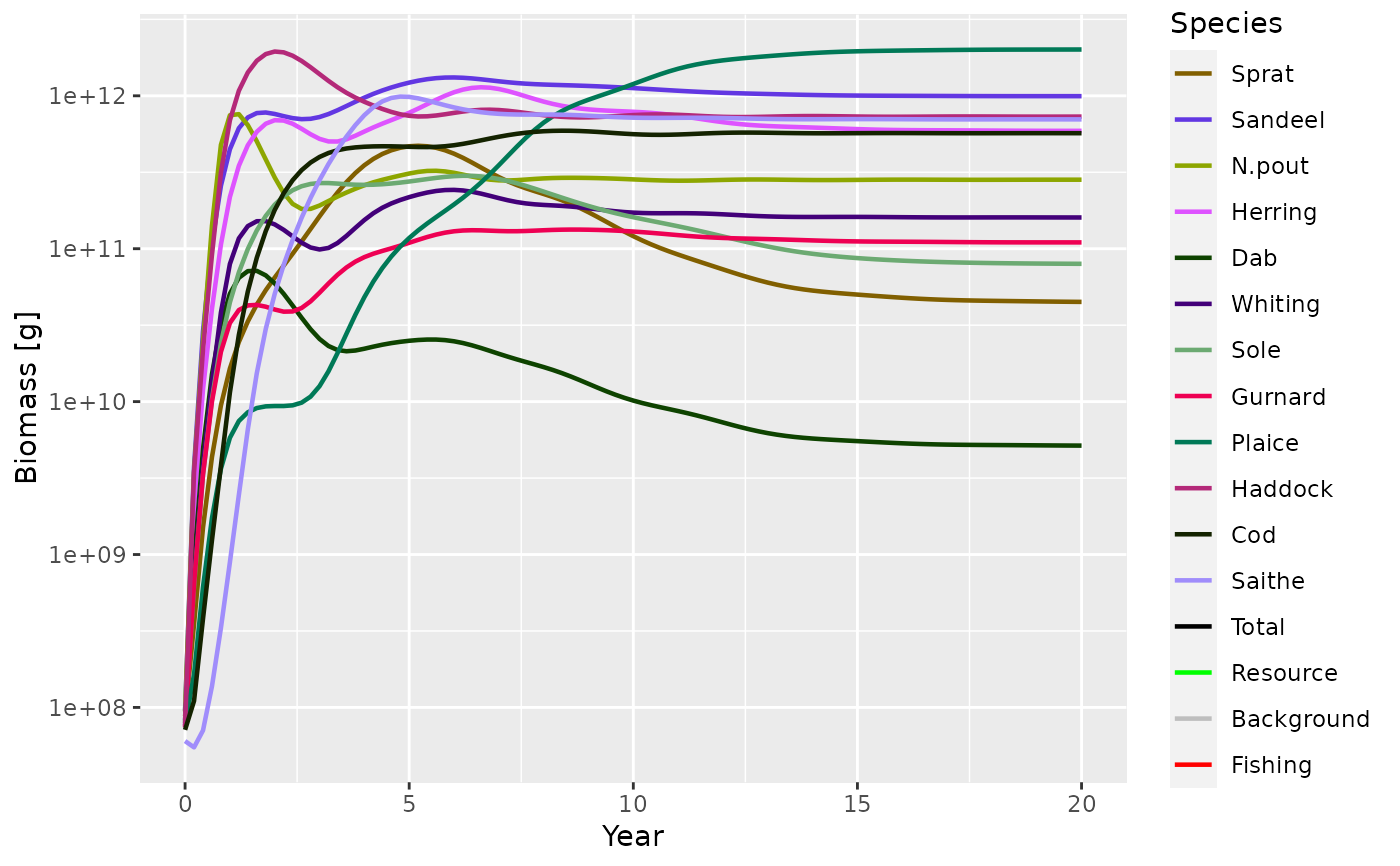 Biomass [g]
1e+12
1e+11
1e+10
1e+09
1e+08
0 5 10 15 20
Year
Species
Sprat
Sandeel
N.pout
Herring
Dab
Whiting
Sole
Gurnard
Plaice
Haddock
Cod
Saithe
Total
Resource
Background
Fishing